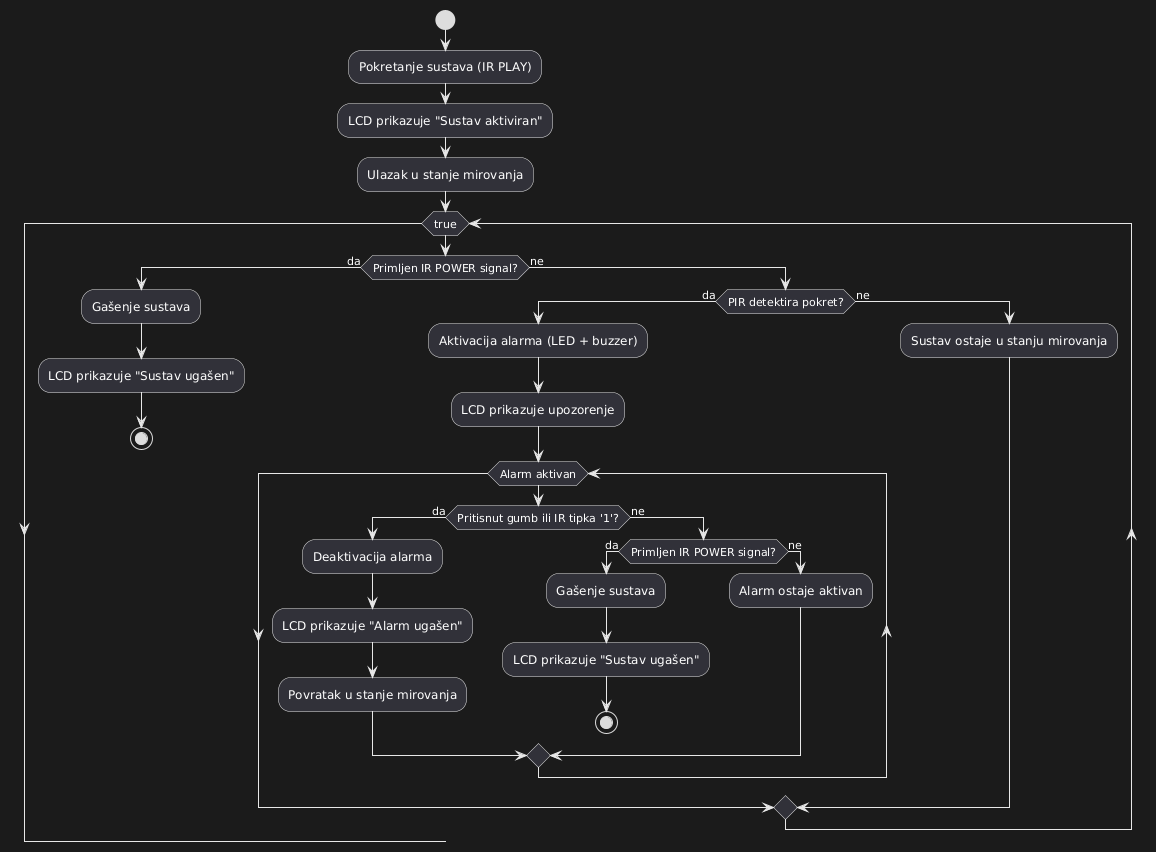 Pokretanje sustava (IR PLAY)
LCD prikazuje "Sustav aktiviran"
Ulazak u stanje mirovanja
true
Primljen IR POWER signal?
da
ne
Gašenje sustava
LCD prikazuje "Sustav ugašen"
PIR detektira pokret?
da
ne
Aktivacija alarma (LED + buzzer)
LCD prikazuje upozorenje
Alarm aktivan
Pritisnut gumb ili IR tipka '1'?
da
ne
Deaktivacija alarma
LCD prikazuje "Alarm ugašen"
Povratak u stanje mirovanja
Primljen IR POWER signal?
da
ne
Gašenje sustava
LCD prikazuje "Sustav ugašen"
Alarm ostaje aktivan
Sustav ostaje u stanju mirovanja